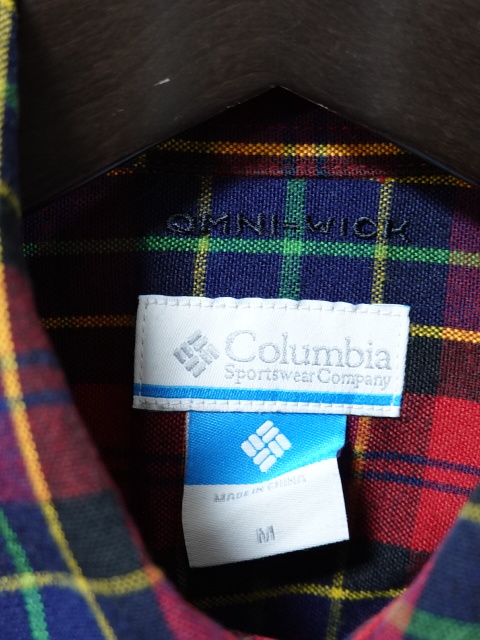 OMNI-WICK
Columbia
Sportswear Company
MADE IN CHINA
M